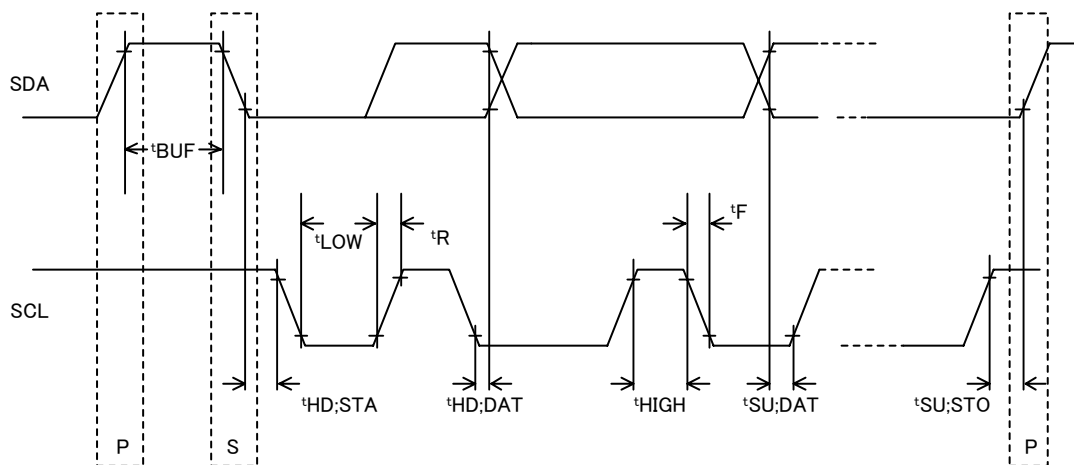 SDA
tBUF
tLOW
tR
tF
SCL
tHD;STA
tHD;DAT
tHIGH
tSU;DAT
tSU;STO
P
S
P